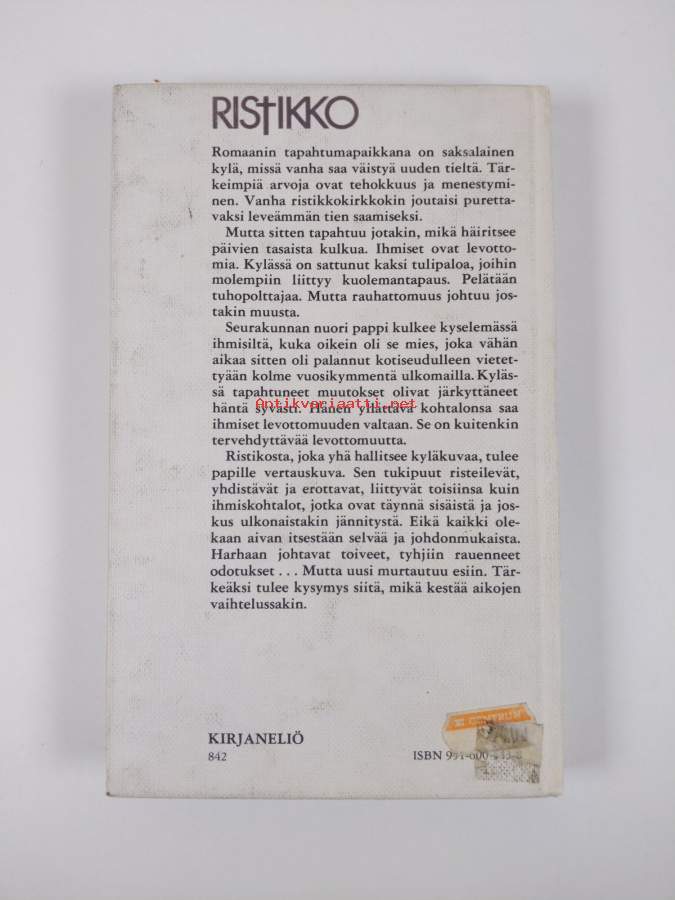 RISTIKKO
Romaanin tapahtumapaikkana on saksalainen
kylä, missä vanha saa väistyä uuden tieltä. Tär-
keimpiä arvoja ovat tehokkuus ja menestymi-
nen. Vanha ristikkokirkkokin joutaisi puretta-
vaksi leveämmän tien saamiseksi.
Mutta sitten tapahtuu jotakin, mikä häiritsee
päivien tasaista kulkua. Ihmiset ovat levotto-
mia. Kylässä on sattunut kaksi tulipaloa, joihin
molempiin liittyy kuolemantapaus. Pelätään
tuhopolttajaa. Mutta rauhattomuus johtuu jos-
takin muusta.
Seurakunnan nuori pappi kulkee kyselemässä
ihmisiltä, kuka oikein oli se mies, joka vähän
aikaa sitten oli palannut kotiseudulleen vietet-
tyään kolme vuosikymmentä ulkomailla. Kyläs-
sä tapahtuneet muutokset olivat järkyttäneet
häntä syvästi. Hänen yllättävä kohtalonsa saa
Antikvariaatti.net
ihmiset levottomuuden valtaan. Se on kuitenkin
tervehdyttävää levottomuutta.
Ristikosta, joka yhä hallitsee kyläkuvaa, tulee
papille vertauskuva. Sen tukipuut risteilevät,
yhdistävät ja erottavat, liittyvät toisiinsa kuin
ihmiskohtalot, jotka ovat täynnä sisäistä ja jos-
kus ulkonaistakin jännitystä. Eikä kaikki ole-
kaan aivan itsestään selvää ja johdonmukaista.
Harhaan johtavat toiveet, tyhjiin rauenneet
odotukset . . . Mutta uusi murtautuu esiin. Tär-
keäksi tulee kysymys siitä, mikä kestää aikojen
vaihtelussakin.
CENTRUM
KIRJANELIÖ
842
ISBN 951-600-